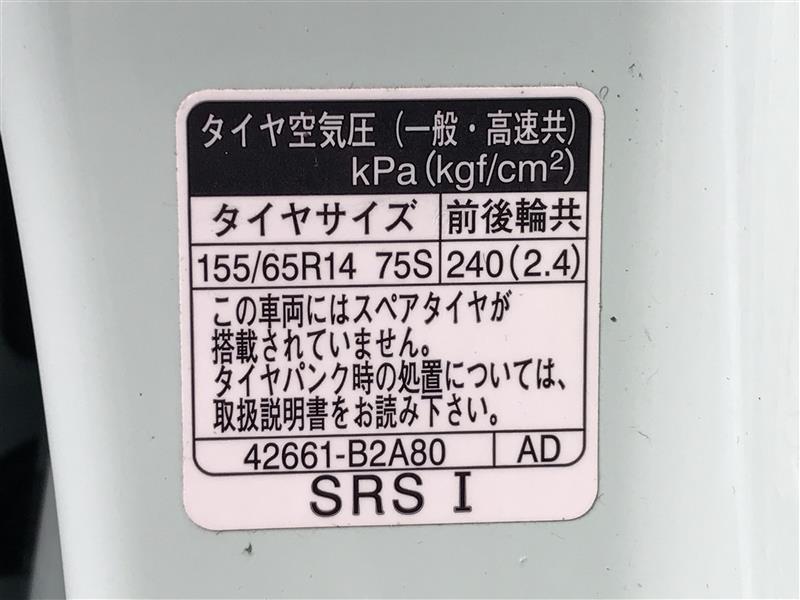 タイヤ空気圧（一般・高速共）
kPa(kgf/cm²)
タイヤサイズ 前後輪共
155/65R14 75S 240(2.4)
この車両にはスペアタイヤが
搭載されていません。
タイヤパンク時の処置については、
取扱説明書をお読み下さい。
42661-B2A80 AD
SRS I